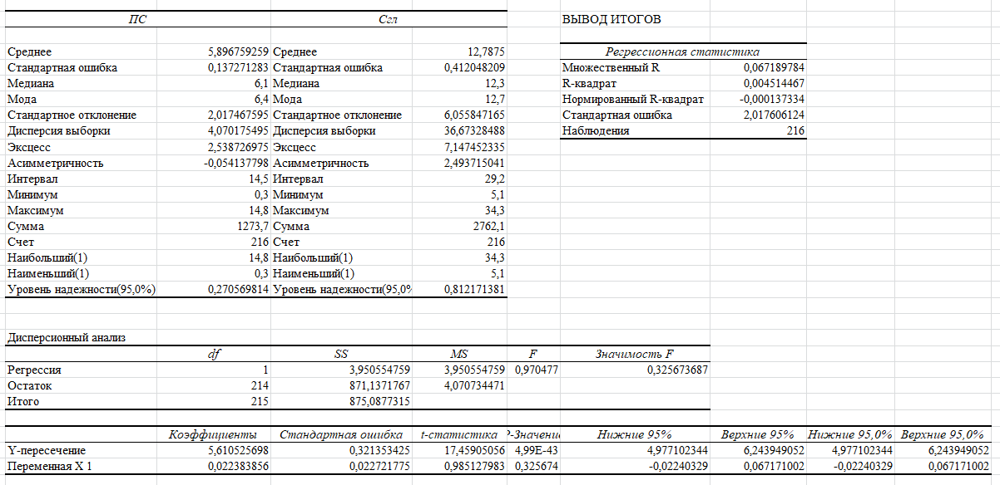 ПС Сгл ВЫВОД ИТОГОВ
Среднее 5,896759259 Среднее 12,7875 Регрессионная статистика
Стандартная ошибка 0,137271283 Стандартная ошибка 0,412048209 Множественный R 0,067189784
Медиана 6,1 Медиана 12,3 R-квадрат 0,004514467
Мода 6,4 Мода 12,7 Нормированный R-квадрат -0,000137334
Стандартное отклонение 2,017467595 Стандартное отклонение 6,055847165 Стандартная ошибка 2,017606124
Дисперсия выборки 4,070175495 Дисперсия выборки 36,67328488 Наблюдения 216
Эксцесс 2,538726975 Эксцесс 7,147452335
Асимметричность -0,054137798 Асимметричность 2,493715041
Интервал 14,5 Интервал 29,2
Минимум 0,3 Минимум 5,1
Максимум 14,8 Максимум 34,3
Сумма 1273,7 Сумма 2762,1
Счет 216 Счет 216
Наибольший(1) 14,8 Наибольший(1) 34,3
Наименьший(1) 0,3 Наименьший(1) 5,1
Уровень надежности(95,0%) 0,270569814 Уровень надежности(95,0% 0,812171381
Дисперсионный анализ
df SS MS F Значимость F
Регрессия 1 3,950554759 3,950554759 0,970477 0,325673687
Остаток 214 871,1371767 4,070734471
Итого 215 875,0877315
Коэффициенты Стандартная ошибка t-статистика P-Значени Нижние 95% Верхние 95% Нижние 95,0% Верхние 95,0%
Y-пересечение 5,610525698 0,321353425 17,45905056 4,99E-43 4,977102344 6,243949052 4,977102344 6,243949052
Переменная X 1 0,022383856 0,022721775 0,985127983 0,325674 -0,02240329 0,067171002 -0,02240329 0,067171002